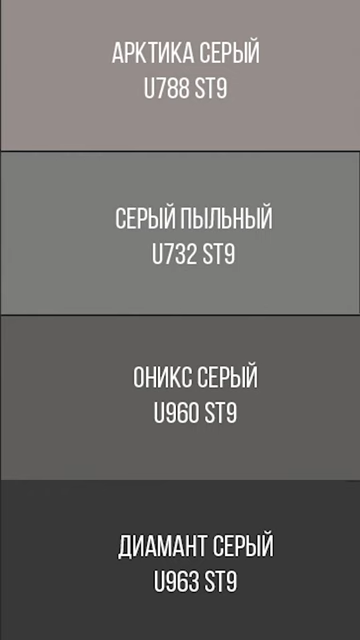 АРКТИКА СЕРЫЙ
U788 ST9
СЕРЫЙ ПЫЛЬНЫЙ
U732 ST9
ОНИКС СЕРЫЙ
U960 ST9
ДИАМАНТ СЕРЫЙ
U963 ST9